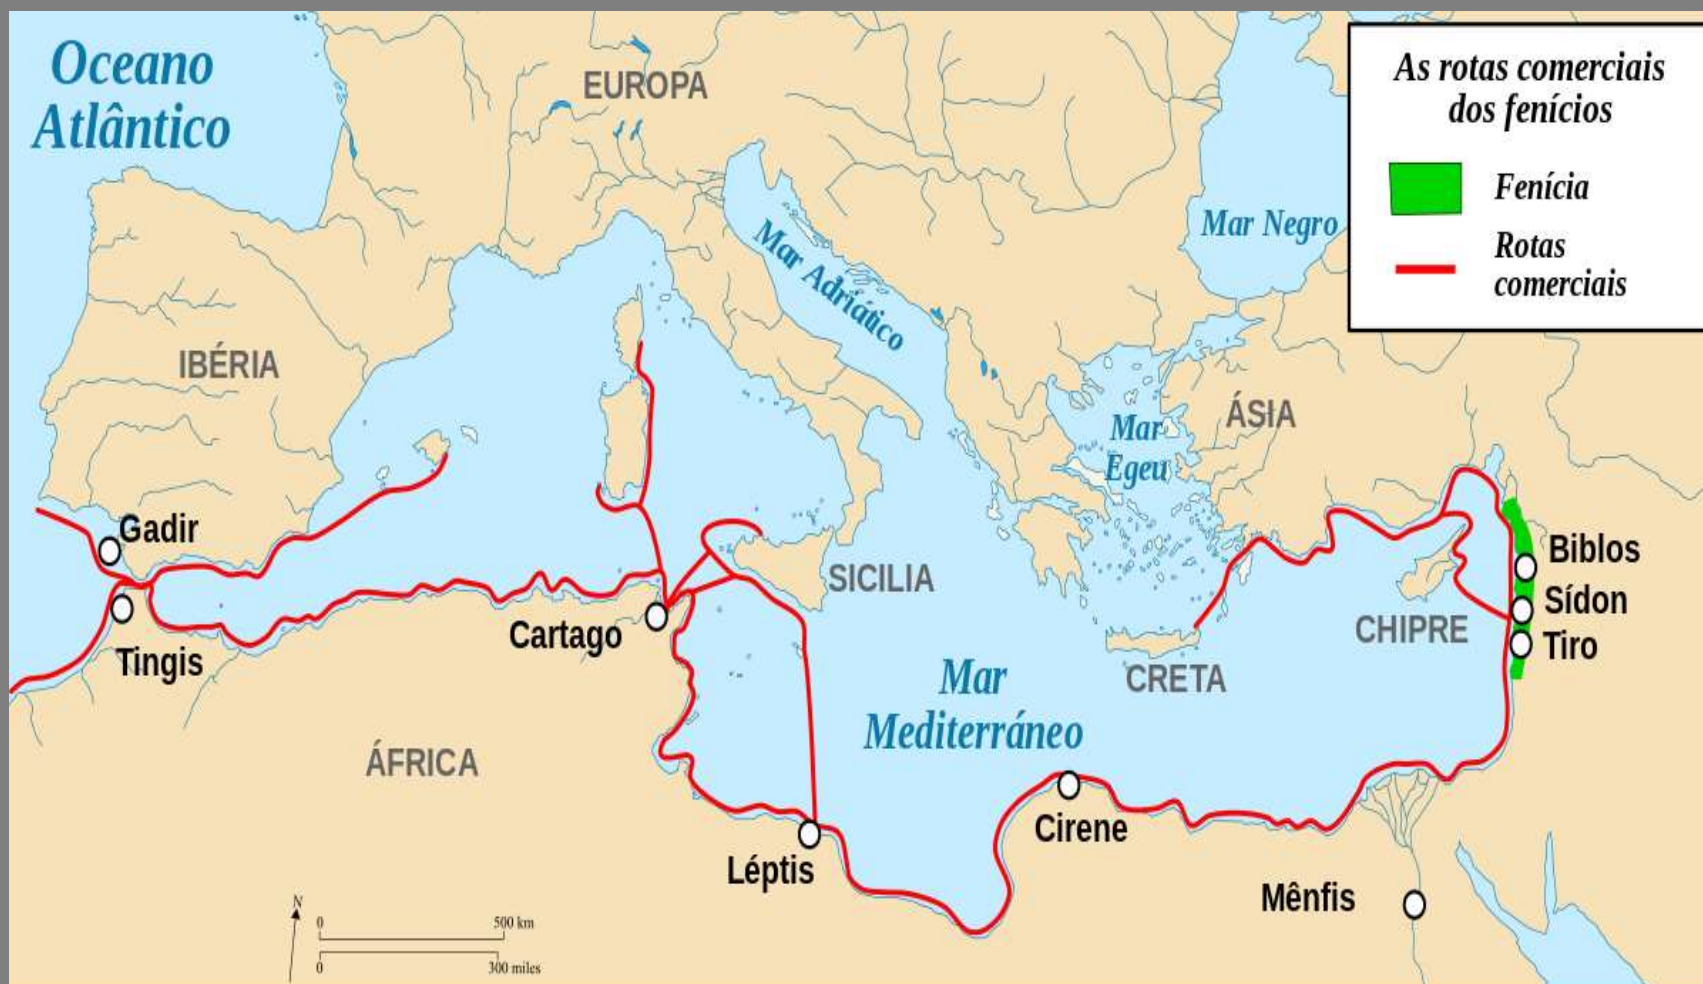 Oceano
Atlântico
EUROPA
As rotas comerciais
dos fenícios
Fenícia
Rotas
comerciais
Mar Negro
Mar Adriático
IBÉRIA
ÁSIA
Mar
Egeu
Gadir
Tingis
Cartago
SICILIA
CHIPRE
Biblos
Sídon
Tiro
CRETA
Mar
Mediterráneo
ÁFRICA
Cirene
Léptis
Mênfis
N
0 500 km
0 300 miles